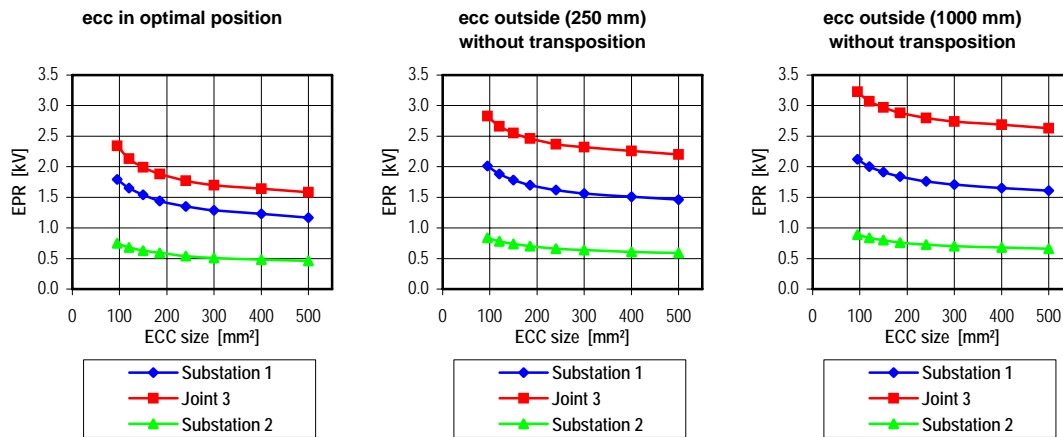 ecc in optimal position
3.5
3.0
2.5
2.0
1.5
1.0
0.5
0.0
EPR [kV]
0 100 200 300 400 500
ECC size [mm²]
Substation 1
Joint 3
Substation 2
ecc outside (250 mm)
without transposition
3.5
3.0
2.5
2.0
1.5
1.0
0.5
0.0
EPR [kV]
0 100 200 300 400 500
ECC size [mm²]
Substation 1
Joint 3
Substation 2
ecc outside (1000 mm)
without transposition
3.5
3.0
2.5
2.0
1.5
1.0
0.5
0.0
EPR [kV]
0 100 200 300 400 500
ECC size [mm²]
Substation 1
Joint 3
Substation 2